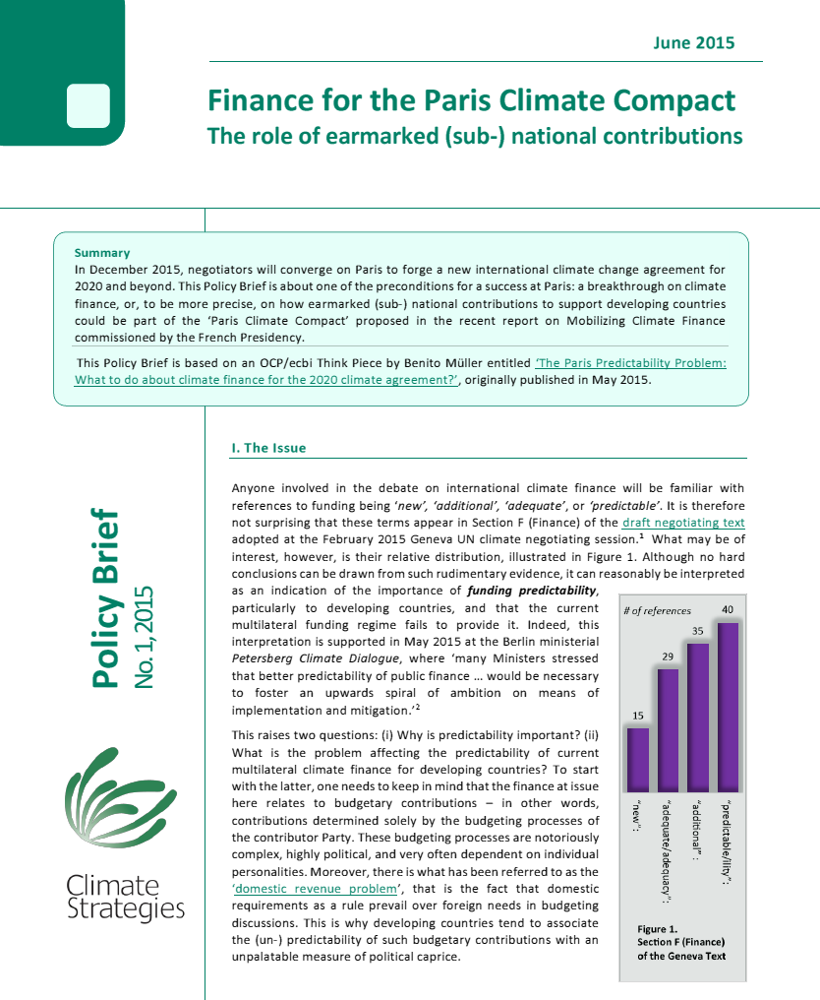 June 2015
Finance for the Paris Climate Compact
The role of earmarked (sub-) national contributions
Summary
In December 2015, negotiators will converge on Paris to forge a new international climate change agreement for
2020 and beyond. This Policy Brief is about one of the preconditions for a success at Paris: a breakthrough on climate
finance, or, to be more precise, on how earmarked (sub-) national contributions to support developing countries
could be part of the ‘Paris Climate Compact’ proposed in the recent report on Mobilizing Climate Finance
commissioned by the French Presidency.
This Policy Brief is based on an OCP/ecbi Think Piece by Benito Müller entitled ‘The Paris Predictability Problem:
What to do about climate finance for the 2020 climate agreement?’, originally published in May 2015.
Policy Brief
No. 1, 2015
Climate
Strategies
I. The Issue
Anyone involved in the debate on international climate finance will be familiar with
references to funding being ‘new’, ‘additional’, ‘adequate’, or ‘predictable’. It is therefore
not surprising that these terms appear in Section F (Finance) of the draft negotiating text
adopted at the February 2015 Geneva UN climate negotiating session.¹ What may be of
interest, however, is their relative distribution, illustrated in Figure 1. Although no hard
conclusions can be drawn from such rudimentary evidence, it can reasonably be interpreted
as an indication of the importance of funding predictability,
particularly to developing countries, and that the current
multilateral funding regime fails to provide it. Indeed, this
interpretation is supported in May 2015 at the Berlin ministerial
Petersberg Climate Dialogue, where ‘many Ministers stressed
that better predictability of public finance … would be necessary
to foster an upwards spiral of ambition on means of
implementation and mitigation.’²
This raises two questions: (i) Why is predictability important? (ii)
What is the problem affecting the predictability of current
multilateral climate finance for developing countries? To start
with the latter, one needs to keep in mind that the finance at issue
here relates to budgetary contributions – in other words,
contributions determined solely by the budgeting processes of
the contributor Party. These budgeting processes are notoriously
complex, highly political, and very often dependent on individual
personalities. Moreover, there is what has been referred to as the
‘domestic revenue problem’, that is the fact that domestic
requirements as a rule prevail over foreign needs in budgeting
discussions. This is why developing countries tend to associate
the (un-) predictability of such budgetary contributions with an
unpalatable measure of political caprice.
# of references
15
29
35
40
"new":
"adequate/adequacy":
"additional" :
"predictable/ility":
Figure 1.
Section F (Finance)
of the Geneva Text